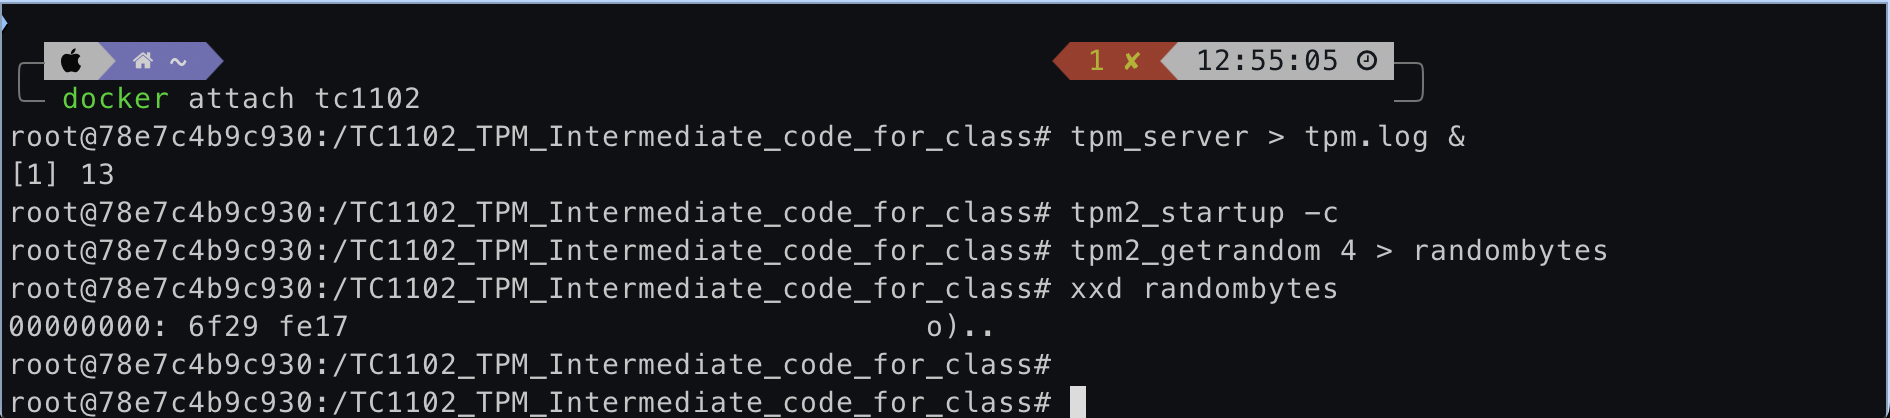 ~ 1 ✘ 12:55:05
docker attach tc1102
root@78e7c4b9c930:/TC1102_TPM_Intermediate_code_for_class# tpm_server > tpm.log &
[1] 13
root@78e7c4b9c930:/TC1102_TPM_Intermediate_code_for_class# tpm2_startup -c
root@78e7c4b9c930:/TC1102_TPM_Intermediate_code_for_class# tpm2_getrandom 4 > randombytes
root@78e7c4b9c930:/TC1102_TPM_Intermediate_code_for_class# xxd randombytes
00000000: 6f29 fe17                                 o)..
root@78e7c4b9c930:/TC1102_TPM_Intermediate_code_for_class#
root@78e7c4b9c930:/TC1102_TPM_Intermediate_code_for_class#